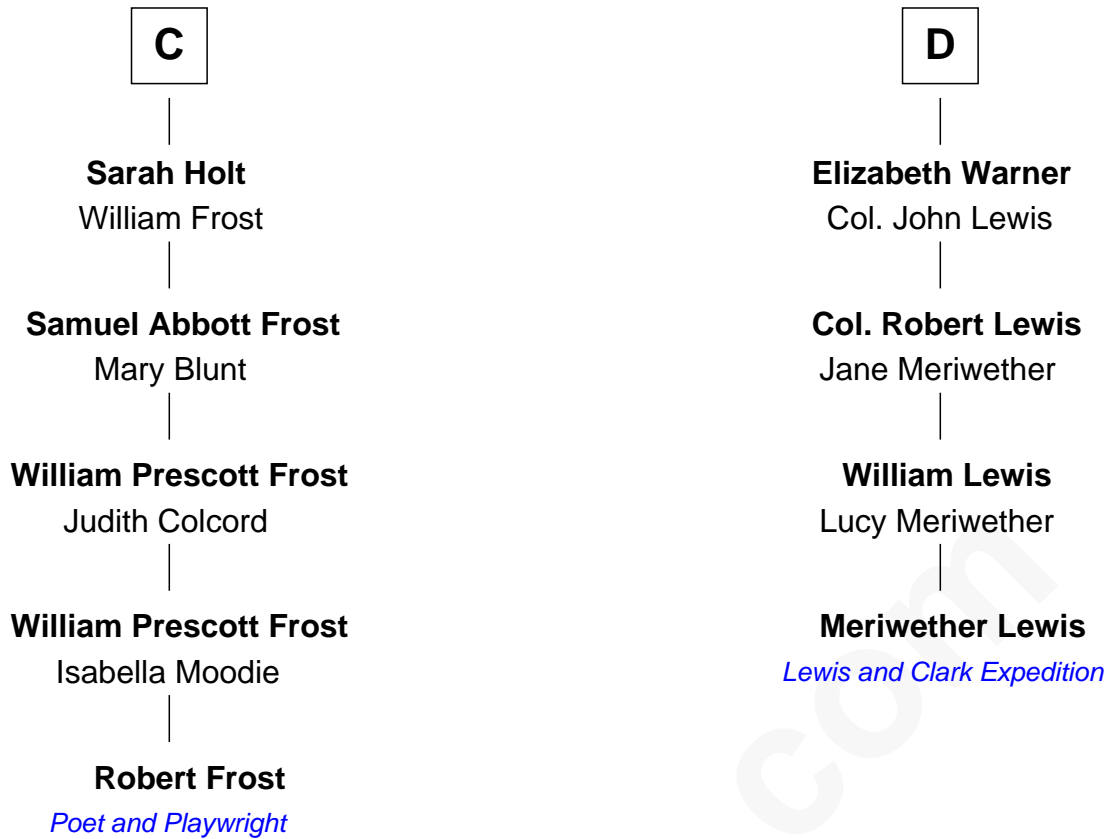 C
Sarah Holt
William Frost
Samuel Abbott Frost
Mary Blunt
William Prescott Frost
Judith Colcord
William Prescott Frost
Isabella Moodie
Robert Frost
Poet and Playwright
D
Elizabeth Warner
Col. John Lewis
Col. Robert Lewis
Jane Meriwether
William Lewis
Lucy Meriwether
Meriwether Lewis
Lewis and Clark Expedition
com